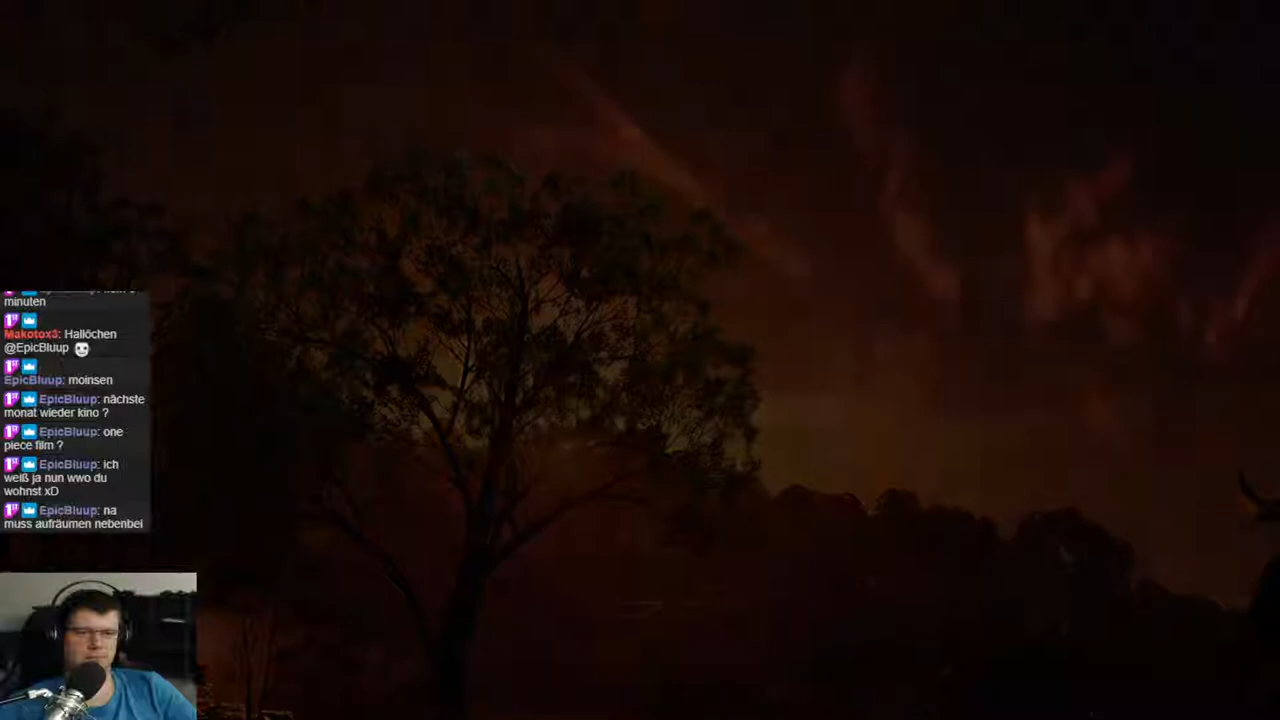 minuten
Makotox3: Hallöchen
@EpicBluup
EpicBluup: moinsen
EpicBluup: nächste
monat wieder kino ?
EpicBluup: one
piece film ?
EpicBluup: ich
weiß ja nun wwo du
wohnst xD
EpicBluup: na
muss aufräumen nebenbei